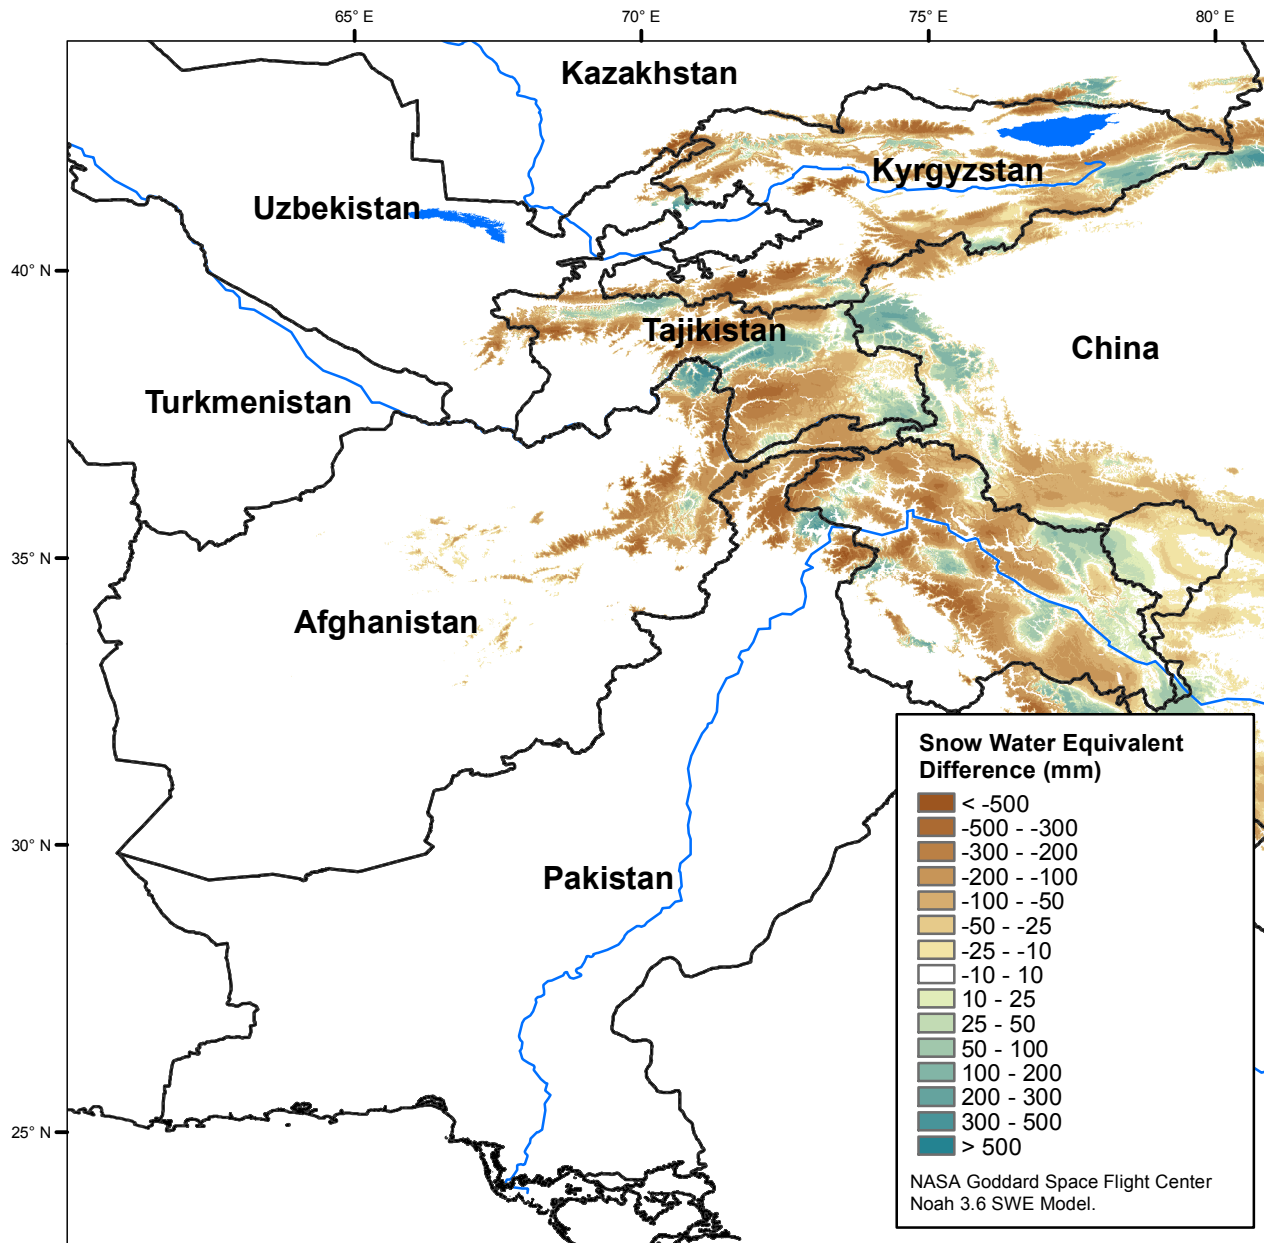 65° E
70° E
75° E
80° E
Kazakhstan
Kyrgyzstan
Uzbekistan
40° N
Tajikistan
China
Turkmenistan
35° N
Afghanistan
Snow Water Equivalent
Difference (mm)
< -500
-500 - -300
-300 - -200
-200 - -100
-100 - -50
-50 - -25
-25 - -10
-10 - 10
10 - 25
25 - 50
50 - 100
100 - 200
200 - 300
300 - 500
> 500
30° N
Pakistan
25° N
NASA Goddard Space Flight Center
Noah 3.6 SWE Model.